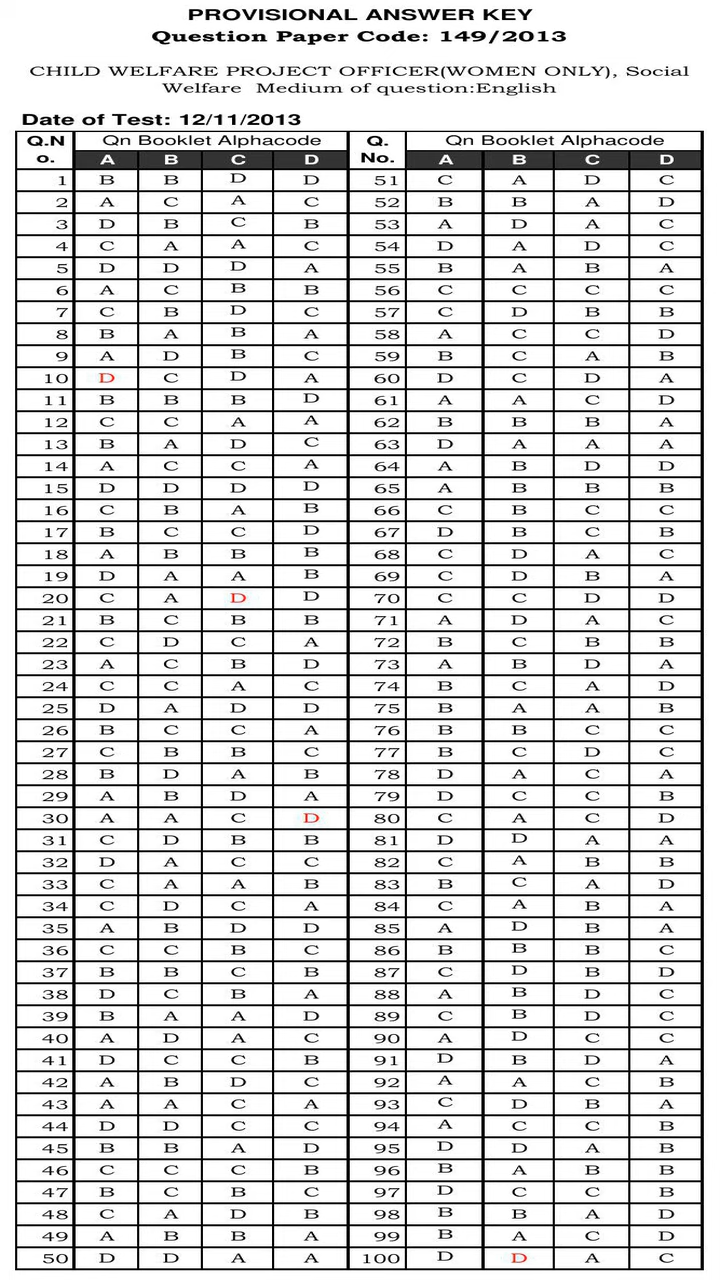 PROVISIONAL ANSWER KEY
Question Paper Code: 149/2013
CHILD WELFARE PROJECT OFFICER(WOMEN ONLY), Social
Welfare Medium of question:English
Date of Test: 12/11/2013
Q.N Qn Booklet Alphacode Q. Qn Booklet Alphacode
o. A B C D No. A B C D
1 B B D D 51 C A D C
2 A C A C 52 B B A D
3 D B C B 53 A D A C
4 C A A C 54 D A D C
5 D D D A 55 B A B A
6 A C B B 56 C C C C
7 C B D C 57 C D B B
8 B A B A 58 A C C D
9 A D B C 59 B C A B
10 D C D A 60 D C D A
11 B B B D 61 A A C D
12 C C A A 62 B B B A
13 B A D C 63 D A A A
14 A C C A 64 A B D D
15 D D D D 65 A B B B
16 C B A B 66 C B C C
17 B C C D 67 D B C B
18 A B B B 68 C D A C
19 D A A B 69 C D B A
20 C A D D 70 C C D D
21 B C B B 71 A D A C
22 C D C A 72 B C B B
23 A C B D 73 A B D A
24 C C A C 74 B C A D
25 D A D D 75 B A A B
26 B C C A 76 B B C C
27 C B B C 77 B C D C
28 B D A B 78 D A C A
29 A B D A 79 D C C B
30 A A C D 80 C A C D
31 C D B B 81 D D A A
32 D A C C 82 C A B B
33 C A A B 83 B C A D
34 C D C A 84 C A B A
35 A B D D 85 A D B A
36 C C B C 86 B B B C
37 B B C B 87 C D B D
38 D C B A 88 A B D C
39 B A A D 89 C B D C
40 A D A C 90 A D C C
41 D C C B 91 D B D A
42 A B D C 92 A A C B
43 A A C A 93 C D B A
44 D D C C 94 A C C B
45 B B A D 95 D D A B
46 C C C B 96 B A B B
47 B C B C 97 D C C B
48 C A D B 98 B B A D
49 A B B A 99 B A C D
50 D D A A 100 D D A C